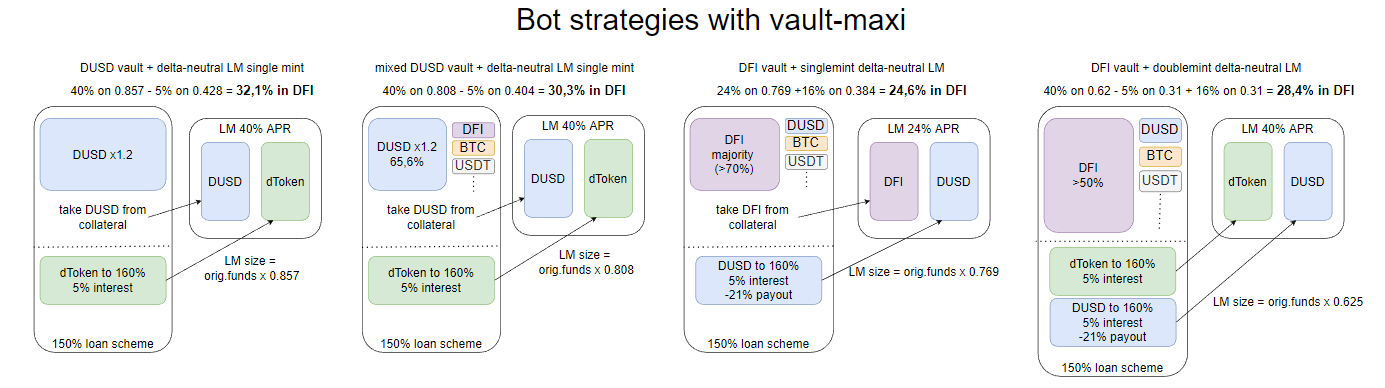 Bot strategies with vault-maxi
DUSD vault + delta-neutral LM single mint
40% on 0.857 - 5% on 0.428 = 32,1% in DFI
DUSD x1.2
LM 40% APR
DUSD
dToken
take DUSD from
collateral
LM size =
orig.funds x 0.857
dToken to 160%
5% interest
150% loan scheme
mixed DUSD vault + delta-neutral LM single mint
40% on 0.808 - 5% on 0.404 = 30,3% in DFI
DUSD x1.2
65,6%
DFI
BTC
USDT
LM 40% APR
DUSD
dToken
take DUSD from
collateral
LM size =
orig.funds x 0.808
dToken to 160%
5% interest
150% loan scheme
DFI vault + singlemint delta-neutral LM
24% on 0.769 +16% on 0.384 = 24,6% in DFI
DFI
majority
(>70%)
DUSD
BTC
USDT
LM 24% APR
DFI
DUSD
take DFI from
collateral
LM size = orig.funds x 0.769
DUSD to 160%
5% interest
-21% payout
150% loan scheme
DFI vault + doublemint delta-neutral LM
40% on 0.62 - 5% on 0.31 + 16% on 0.31 = 28,4% in DFI
DFI
>50%
DUSD
BTC
USDT
LM 40% APR
dToken
DUSD
dToken to 160%
5% interest
LM size = orig.funds x 0.625
DUSD to 160%
5% interest
-21% payout
150% loan scheme